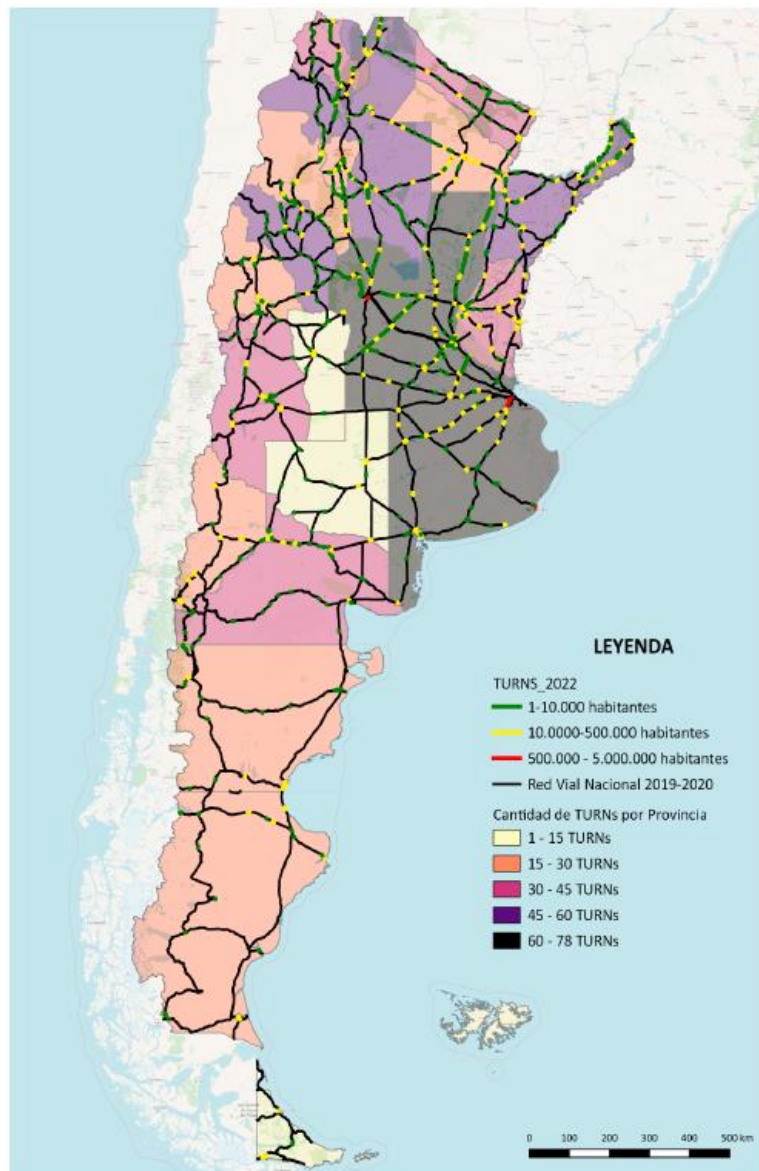 LEYENDA
TURNS_2022
1-10.000 habitantes
10.0000-500.000 habitantes
500.000 - 5.000.000 habitantes
Red Vial Nacional 2019-2020
Cantidad de TURNs por Provincia
1 - 15 TURNs
15 - 30 TURNs
30 - 45 TURNs
45 - 60 TURNs
60 - 78 TURNs
0 100 200 300 400 500 km